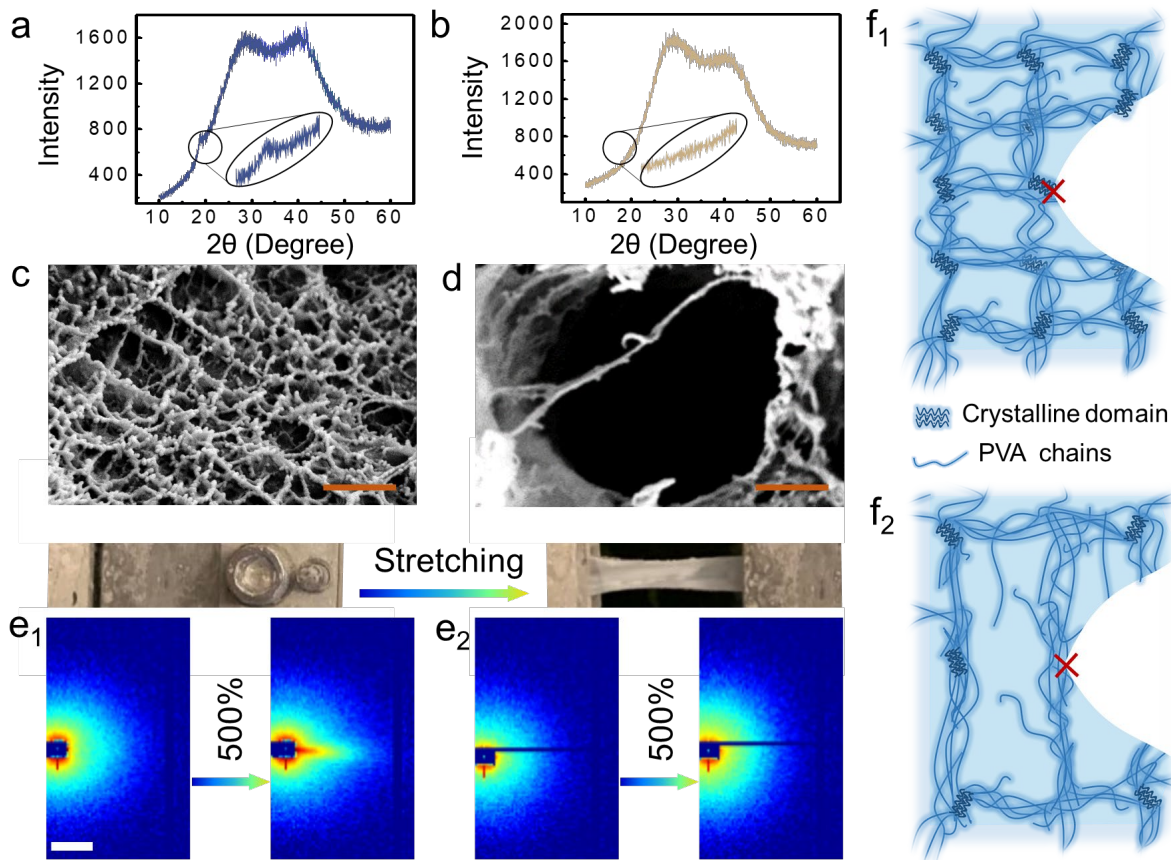 a
1600
1200
800
400
Intensity
10 20 30 40 50 60
2θ (Degree)
b
2000
1600
1200
800
400
Intensity
10 20 30 40 50 60
2θ (Degree)
c
d
Stretching
e1
500%
e2
500%
f1
Crystalline domain
PVA chains
f2